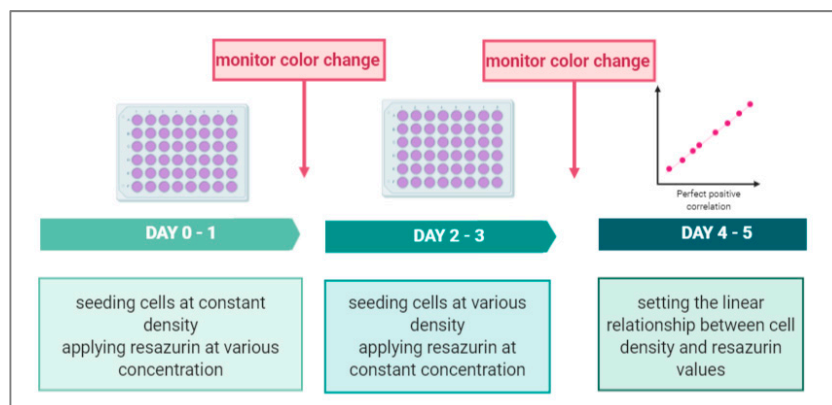 monitor color change
monitor color change
Perfect positive
correlation
DAY 0 - 1
DAY 2 - 3
DAY 4 - 5
seeding cells at constant
density
applying resazurin at various
concentration
seeding cells at various
density
applying resazurin at
constant concentration
setting the linear
relationship between cell
density and resazurin
values